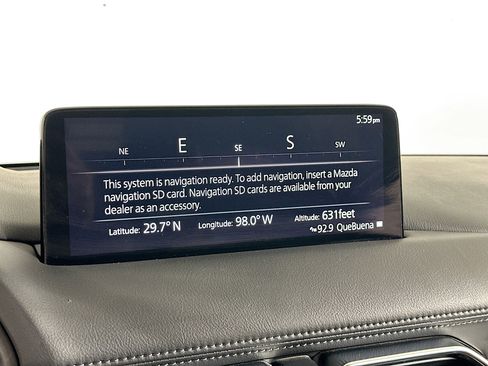 5:59pm
NE E SE S SW
This system is navigation ready. To add navigation, insert a Mazda
navigation SD card. Navigation SD cards are available from your
dealer as an accessory.
Latitude: 29.7° N Longitude: 98.0° W Altitude: 631feet
92.9 QueBuena